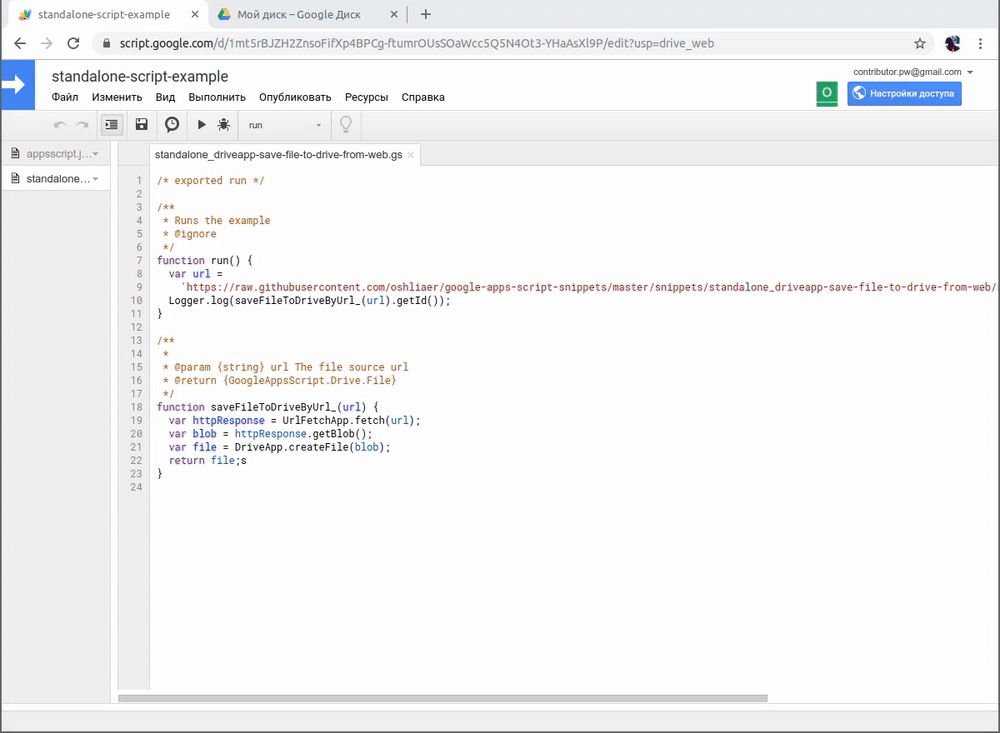 standalone-script-example
Мой диск – Google Диск
script.google.com/d/1mt5rBJZH2ZnsoFifXp4BPCg-ftumrOUsSOaWcc5Q5N4Ot3-YHaAsXl9P/edit?usp=drive_web
standalone-script-example
contributor.pw@gmail.com
Файл Изменить Вид Выполнить Опубликовать Ресурсы Справка
O
Настройки доступа
run
appsscript.j...
standalone...
standalone_driveapp-save-file-to-drive-from-web.gs
1 /* exported run */
2
3 /**
4  * Runs the example
5  * @ignore
6  */
7 function run() {
8   var url =
9     'https://raw.githubusercontent.com/oshliaer/google-apps-script-snippets/master/snippets/standalone_driveapp-save-file-to-drive-from-web/
10   Logger.log(saveFileToDriveByUrl_(url).getId());
11 }
12
13 /**
14  *
15  * @param {string} url The file source url
16  * @return {GoogleAppsScript.Drive.File}
17  */
18 function saveFileToDriveByUrl_(url) {
19   var httpResponse = UrlFetchApp.fetch(url);
20   var blob = httpResponse.getBlob();
21   var file = DriveApp.createFile(blob);
22   return file;s
23 }
24